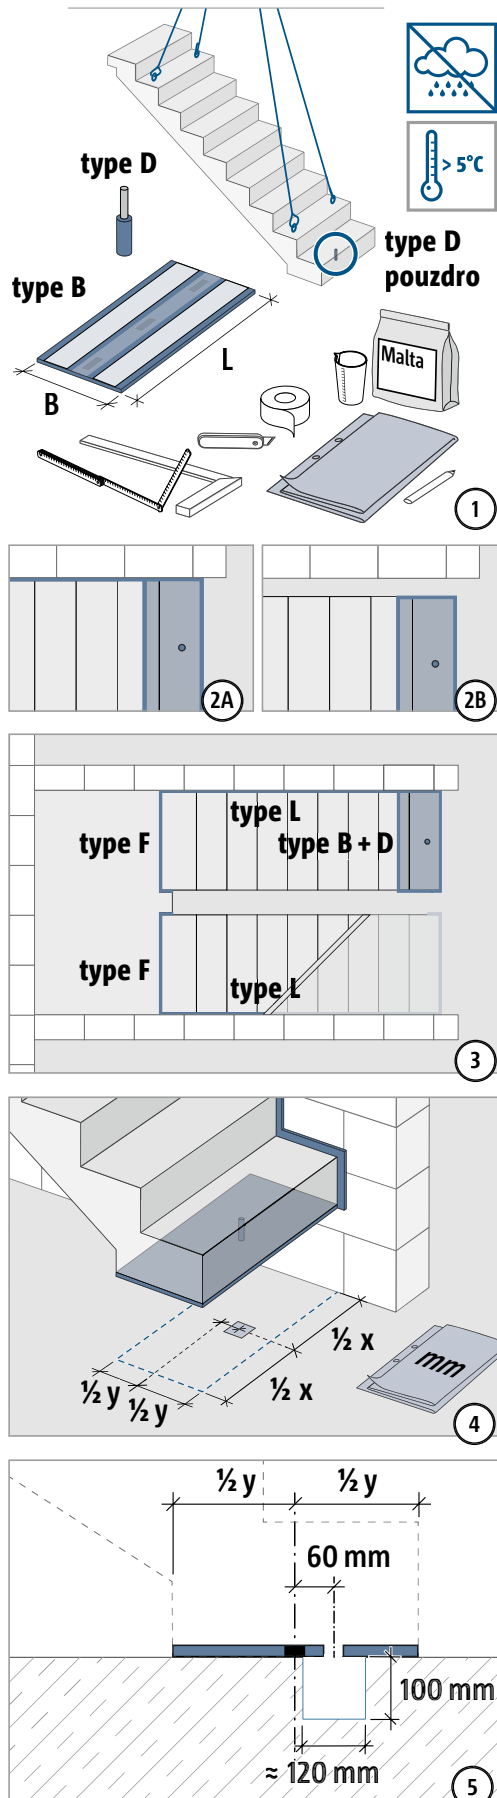 > 5°C
type D
type D
pouzdro
type B
L
B
Malta
1
2A
2B
3
type L
type F
type B + D
type F
type L
½ x
½ x
½ y
½ y
mm
4
½ y
½ y
60 mm
100 mm
≈ 120 mm
5